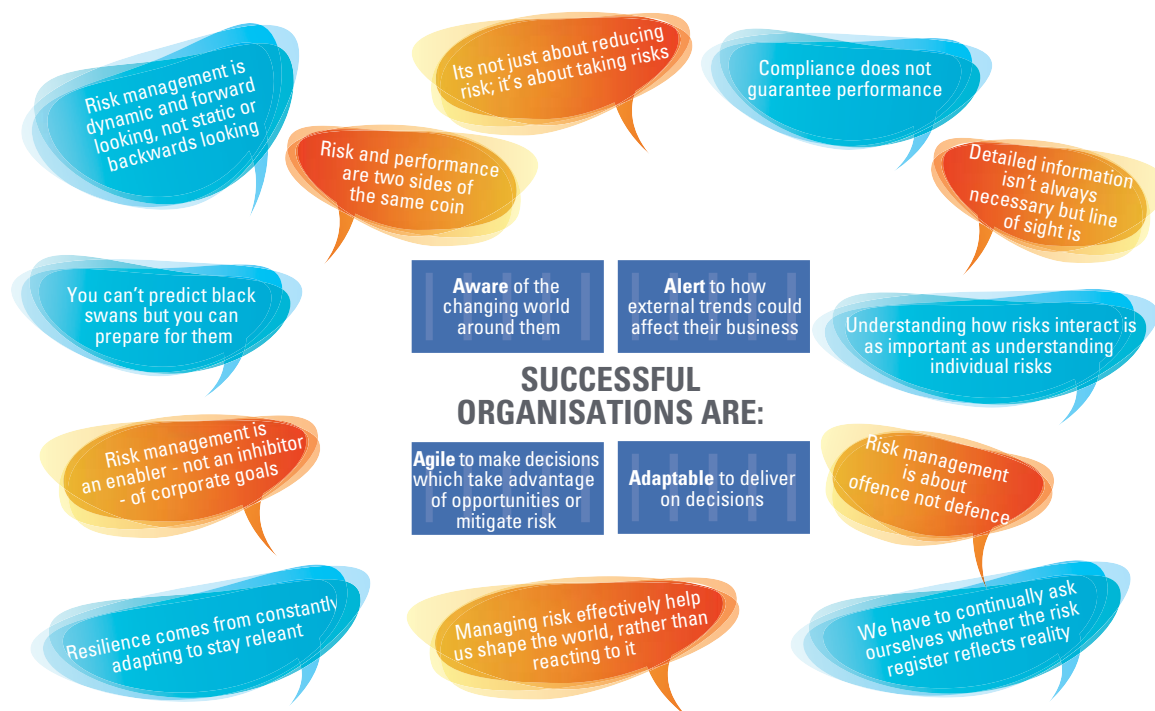 Risk management is
dynamic and forward
looking, not static or
backwards looking
Its not just about reducing
risk; it's about taking risks
Compliance does not
guarantee performance
Risk and performance
are two sides of
the same coin
Detailed information
isn't always
necessary but line
of sight is
You can't predict black
swans but you can
prepare for them
Aware of the
changing world
around them
Alert to how
external trends could
affect their business
Understanding how risks interact is
as important as understanding
individual risks
SUCCESSFUL
ORGANISATIONS ARE:
Risk management is
an enabler - not an inhibitor
- of corporate goals
Agile to make decisions
which take advantage
of opportunities or
mitigate risk
Adaptable to deliver
on decisions
Risk management
is about
offence not defence
Resilience comes from constantly
adapting to stay releant
Managing risk effectively help
us shape the world, rather than
reacting to it
We have to continually ask
ourselves whether the risk
register reflects reality